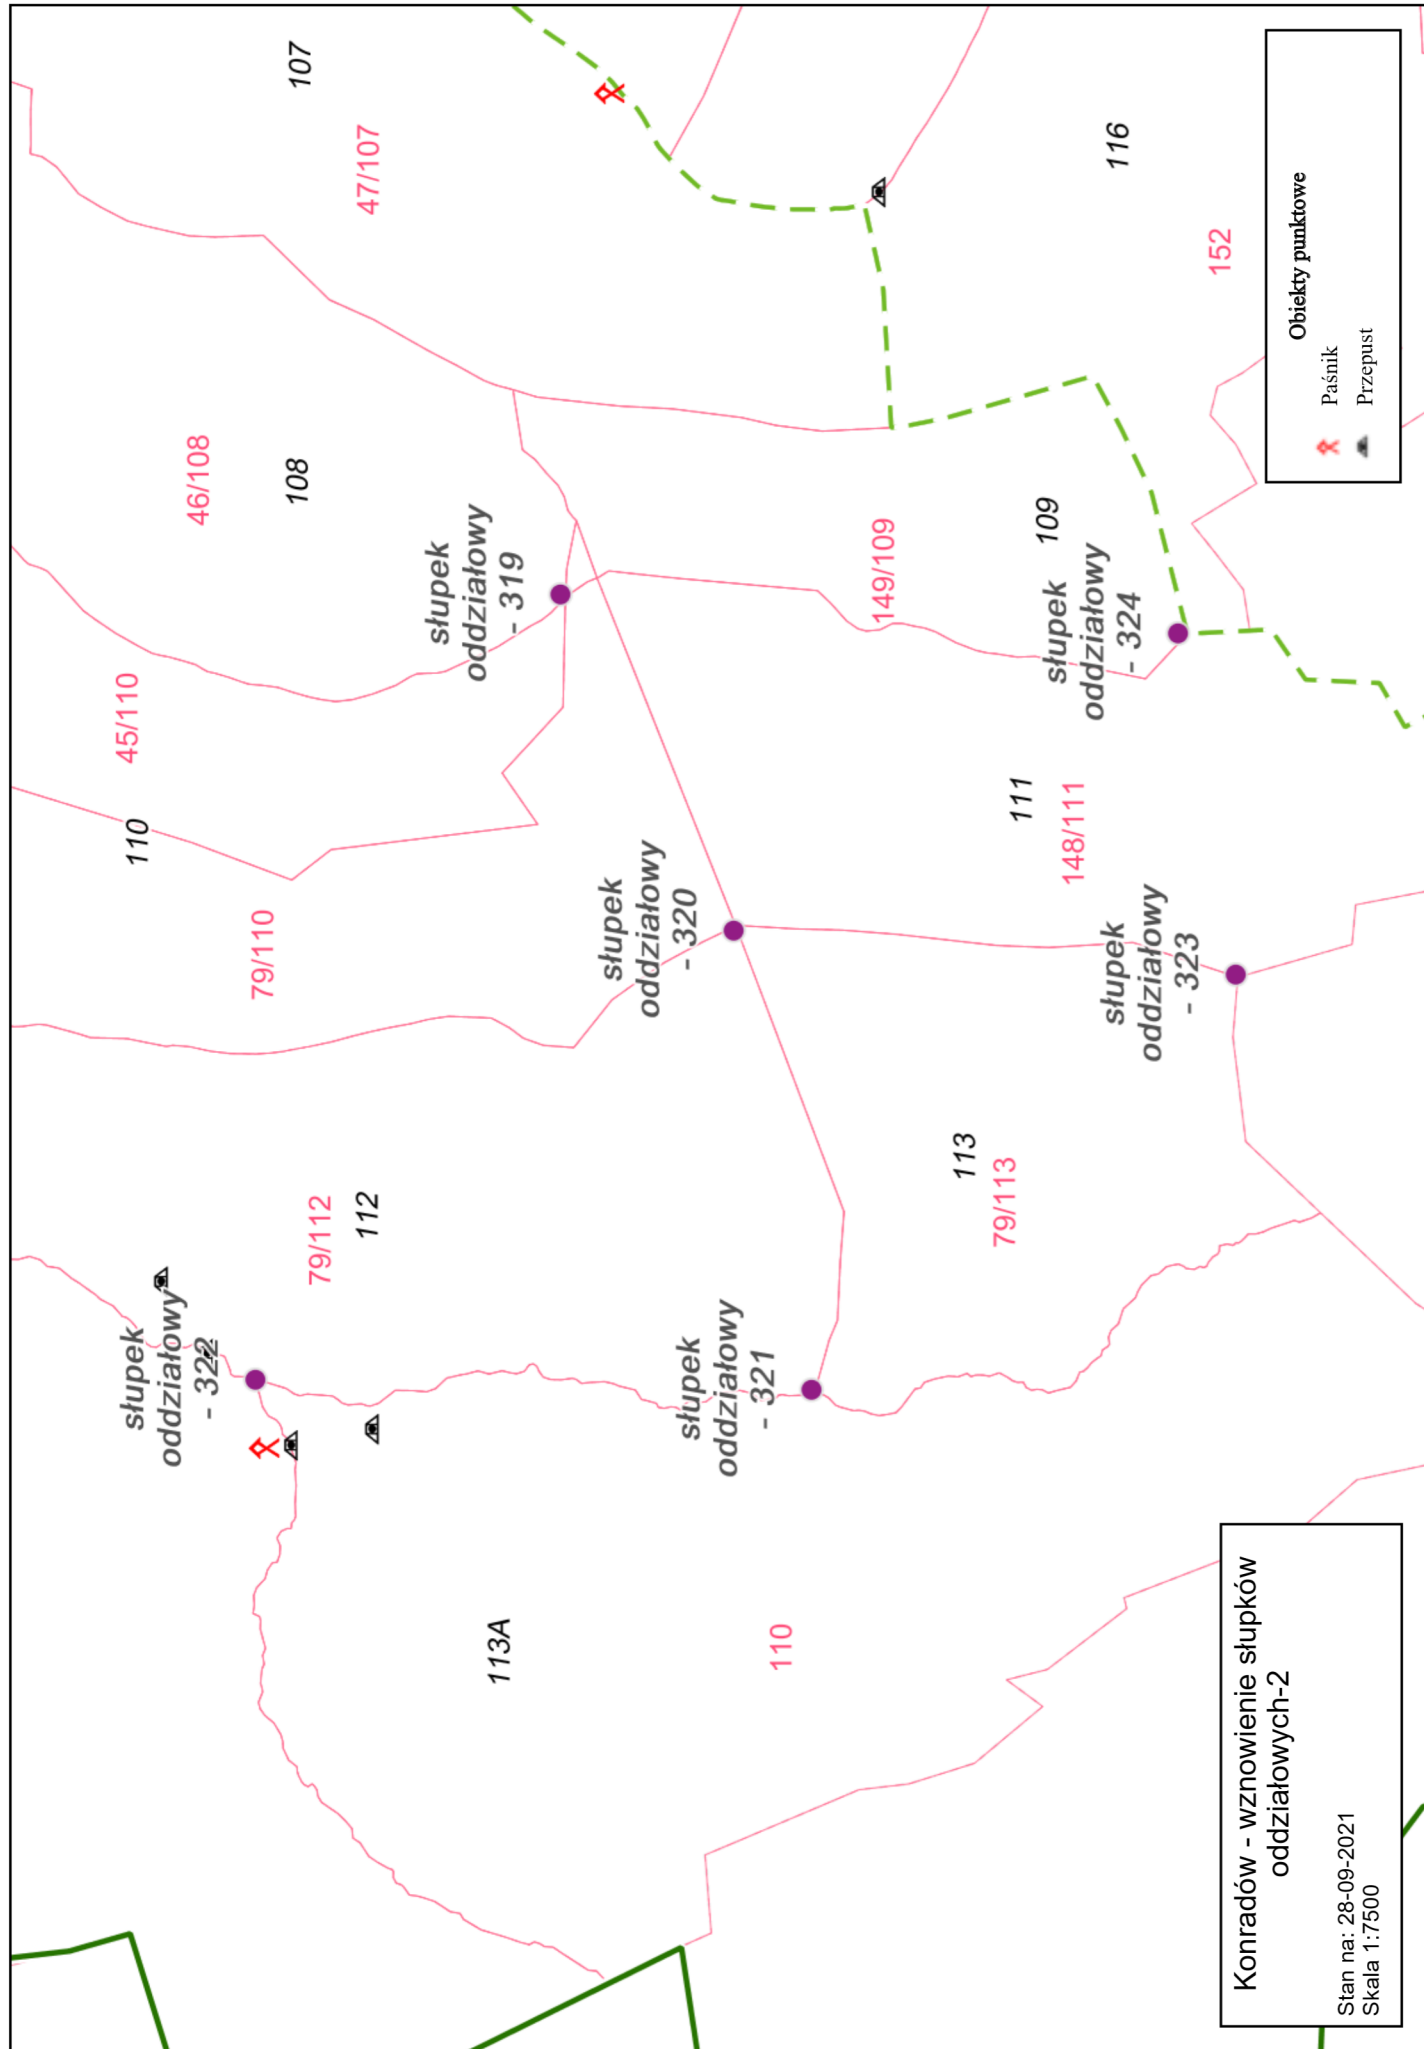 107
47/107
116
152
46/108
108
słupek
oddziałowy
- 319
149/109
109
słupek
oddziałowy
- 324
45/110
110
79/110
słupek
oddziałowy
- 320
111
148/111
słupek
oddziałowy
- 323
79/112
112
113
79/113
słupek
oddziałowy
- 322
słupek
oddziałowy
- 321
113A
110
Obiekty punktowe
Paśnik
Przepust
Konradów - wznowienie słupków
oddziałowych-2
Stan na: 28-09-2021
Skala 1:7500